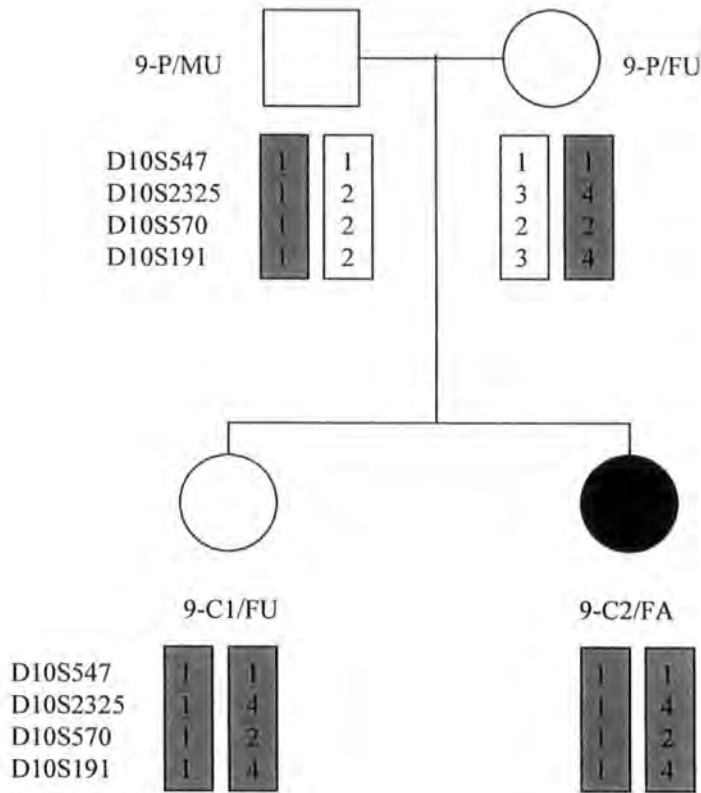 9-P/MU 9-P/FU
D10S547 1 1 1 1
D10S2325 1 2 3 4
D10S570 1 2 2 2
D10S191 1 2 3 4
9-C1/FU 9-C2/FA
D10S547 1 1 1 1
D10S2325 1 4 1 4
D10S570 1 2 1 2
D10S191 1 4 1 4